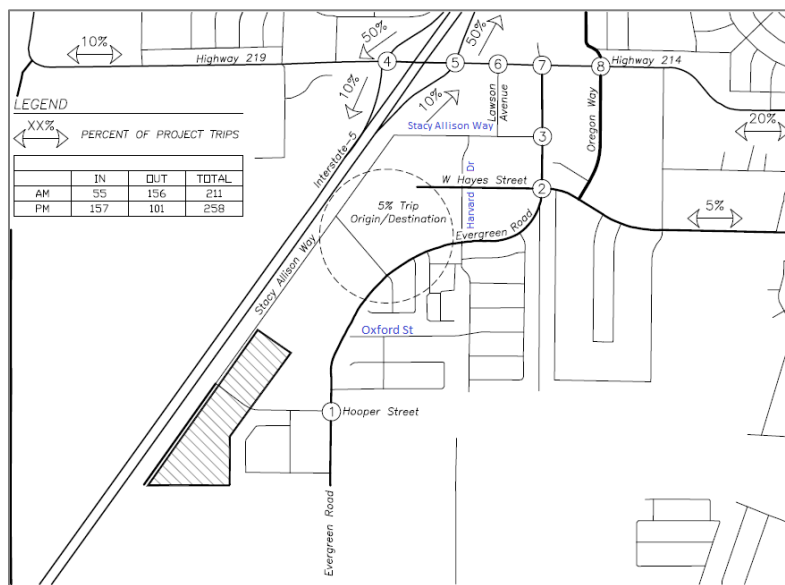 10%
50%
50%
Highway 219
4
5
6
7
8
Highway 214
LEGEND
XX%
PERCENT OF PROJECT TRIPS
IN OUT TOTAL
AM 55 156 211
PM 157 101 258
10%
10%
Lawson
Avenue
Oregon Way
20%
Stacy Allison Way
3
Interstate-5
W Hayes Street
2
Harvard Dr
5% Trip
Origin/Destination
Evergreen Road
5%
Stacy Allison Way
Oxford St
1
Hooper Street
Evergreen Road